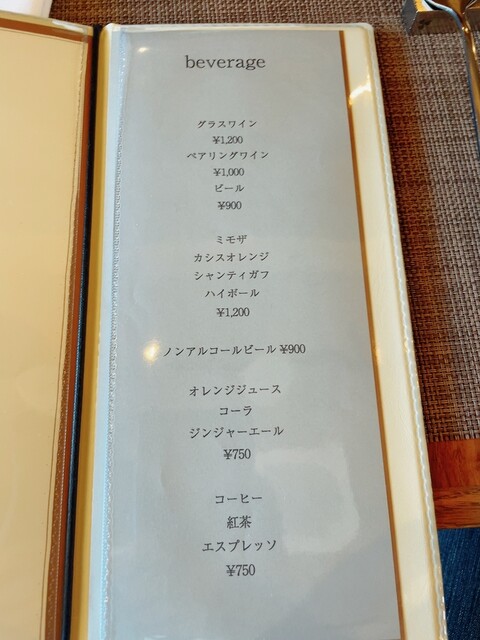 beverage
グラスワイン
¥1,200
ペアリングワイン
¥1,000
ビール
¥900
ミモザ
カシスオレンジ
シャンティガフ
ハイボール
¥1,200
ノンアルコールビール ¥900
オレンジジュース
コーラ
ジンジャーエール
¥750
コーヒー
紅茶
エスプレッソ
¥750